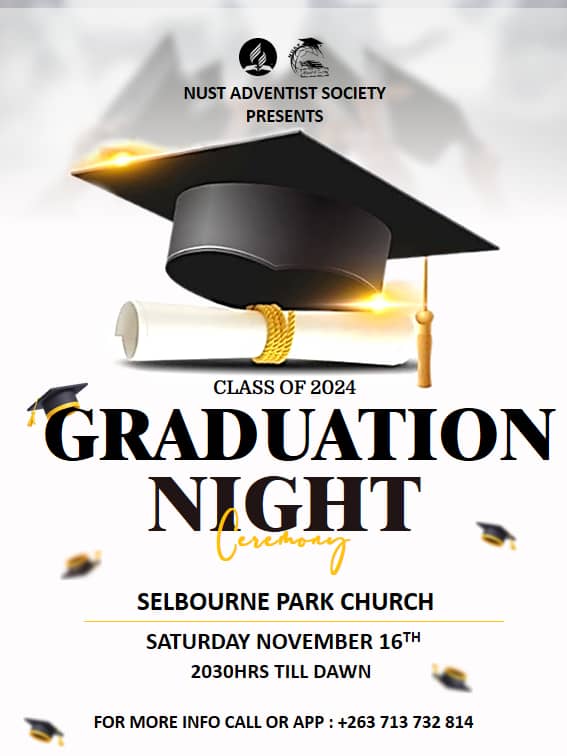 NUST ADVENTIST SOCIETY
PRESENTS
CLASS OF 2024
GRADUATION
NIGHT
Ceremony
SELBOURNE PARK CHURCH
SATURDAY NOVEMBER 16TH
2030HRS TILL DAWN
FOR MORE INFO CALL OR APP : +263 713 732 814